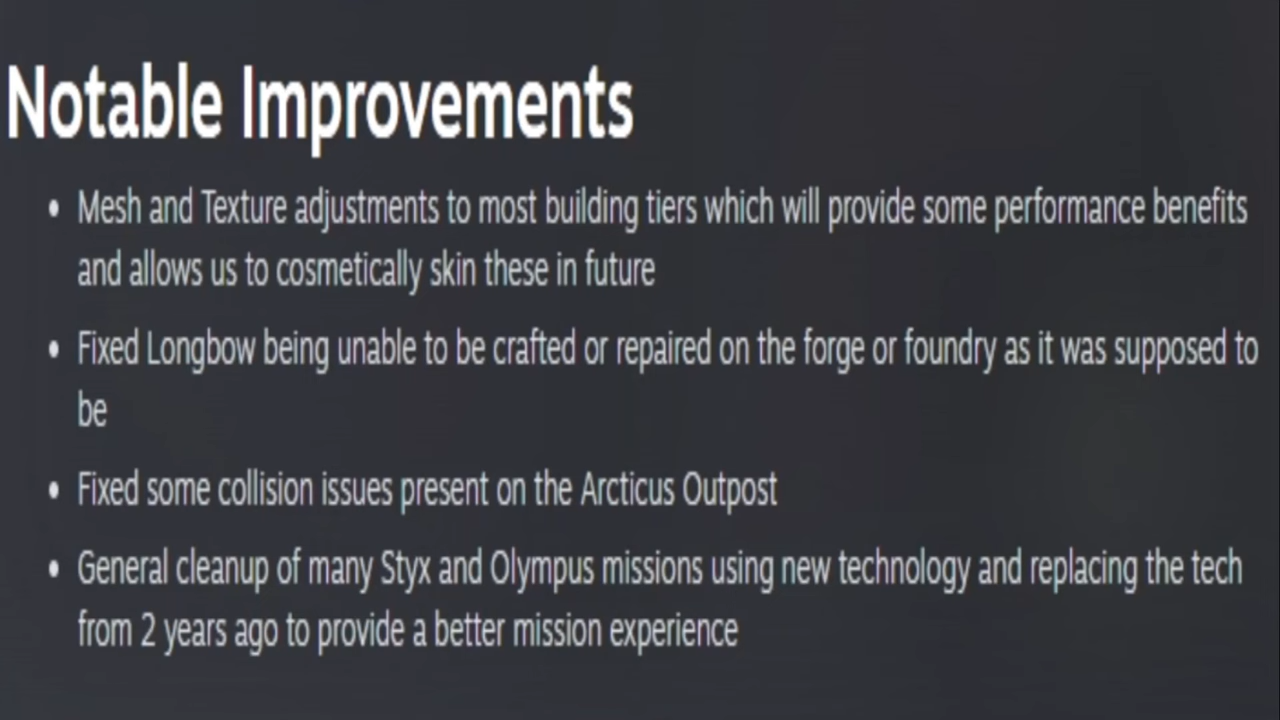 Notable Improvements
• Mesh and Texture adjustments to most building tiers which will provide some performance benefits
and allows us to cosmetically skin these in future
• Fixed Longbow being unable to be crafted or repaired on the forge or foundry as it was supposed to
be
• Fixed some collision issues present on the Arcticus Outpost
• General cleanup of many Styx and Olympus missions using new technology and replacing the tech
from 2 years ago to provide a better mission experience